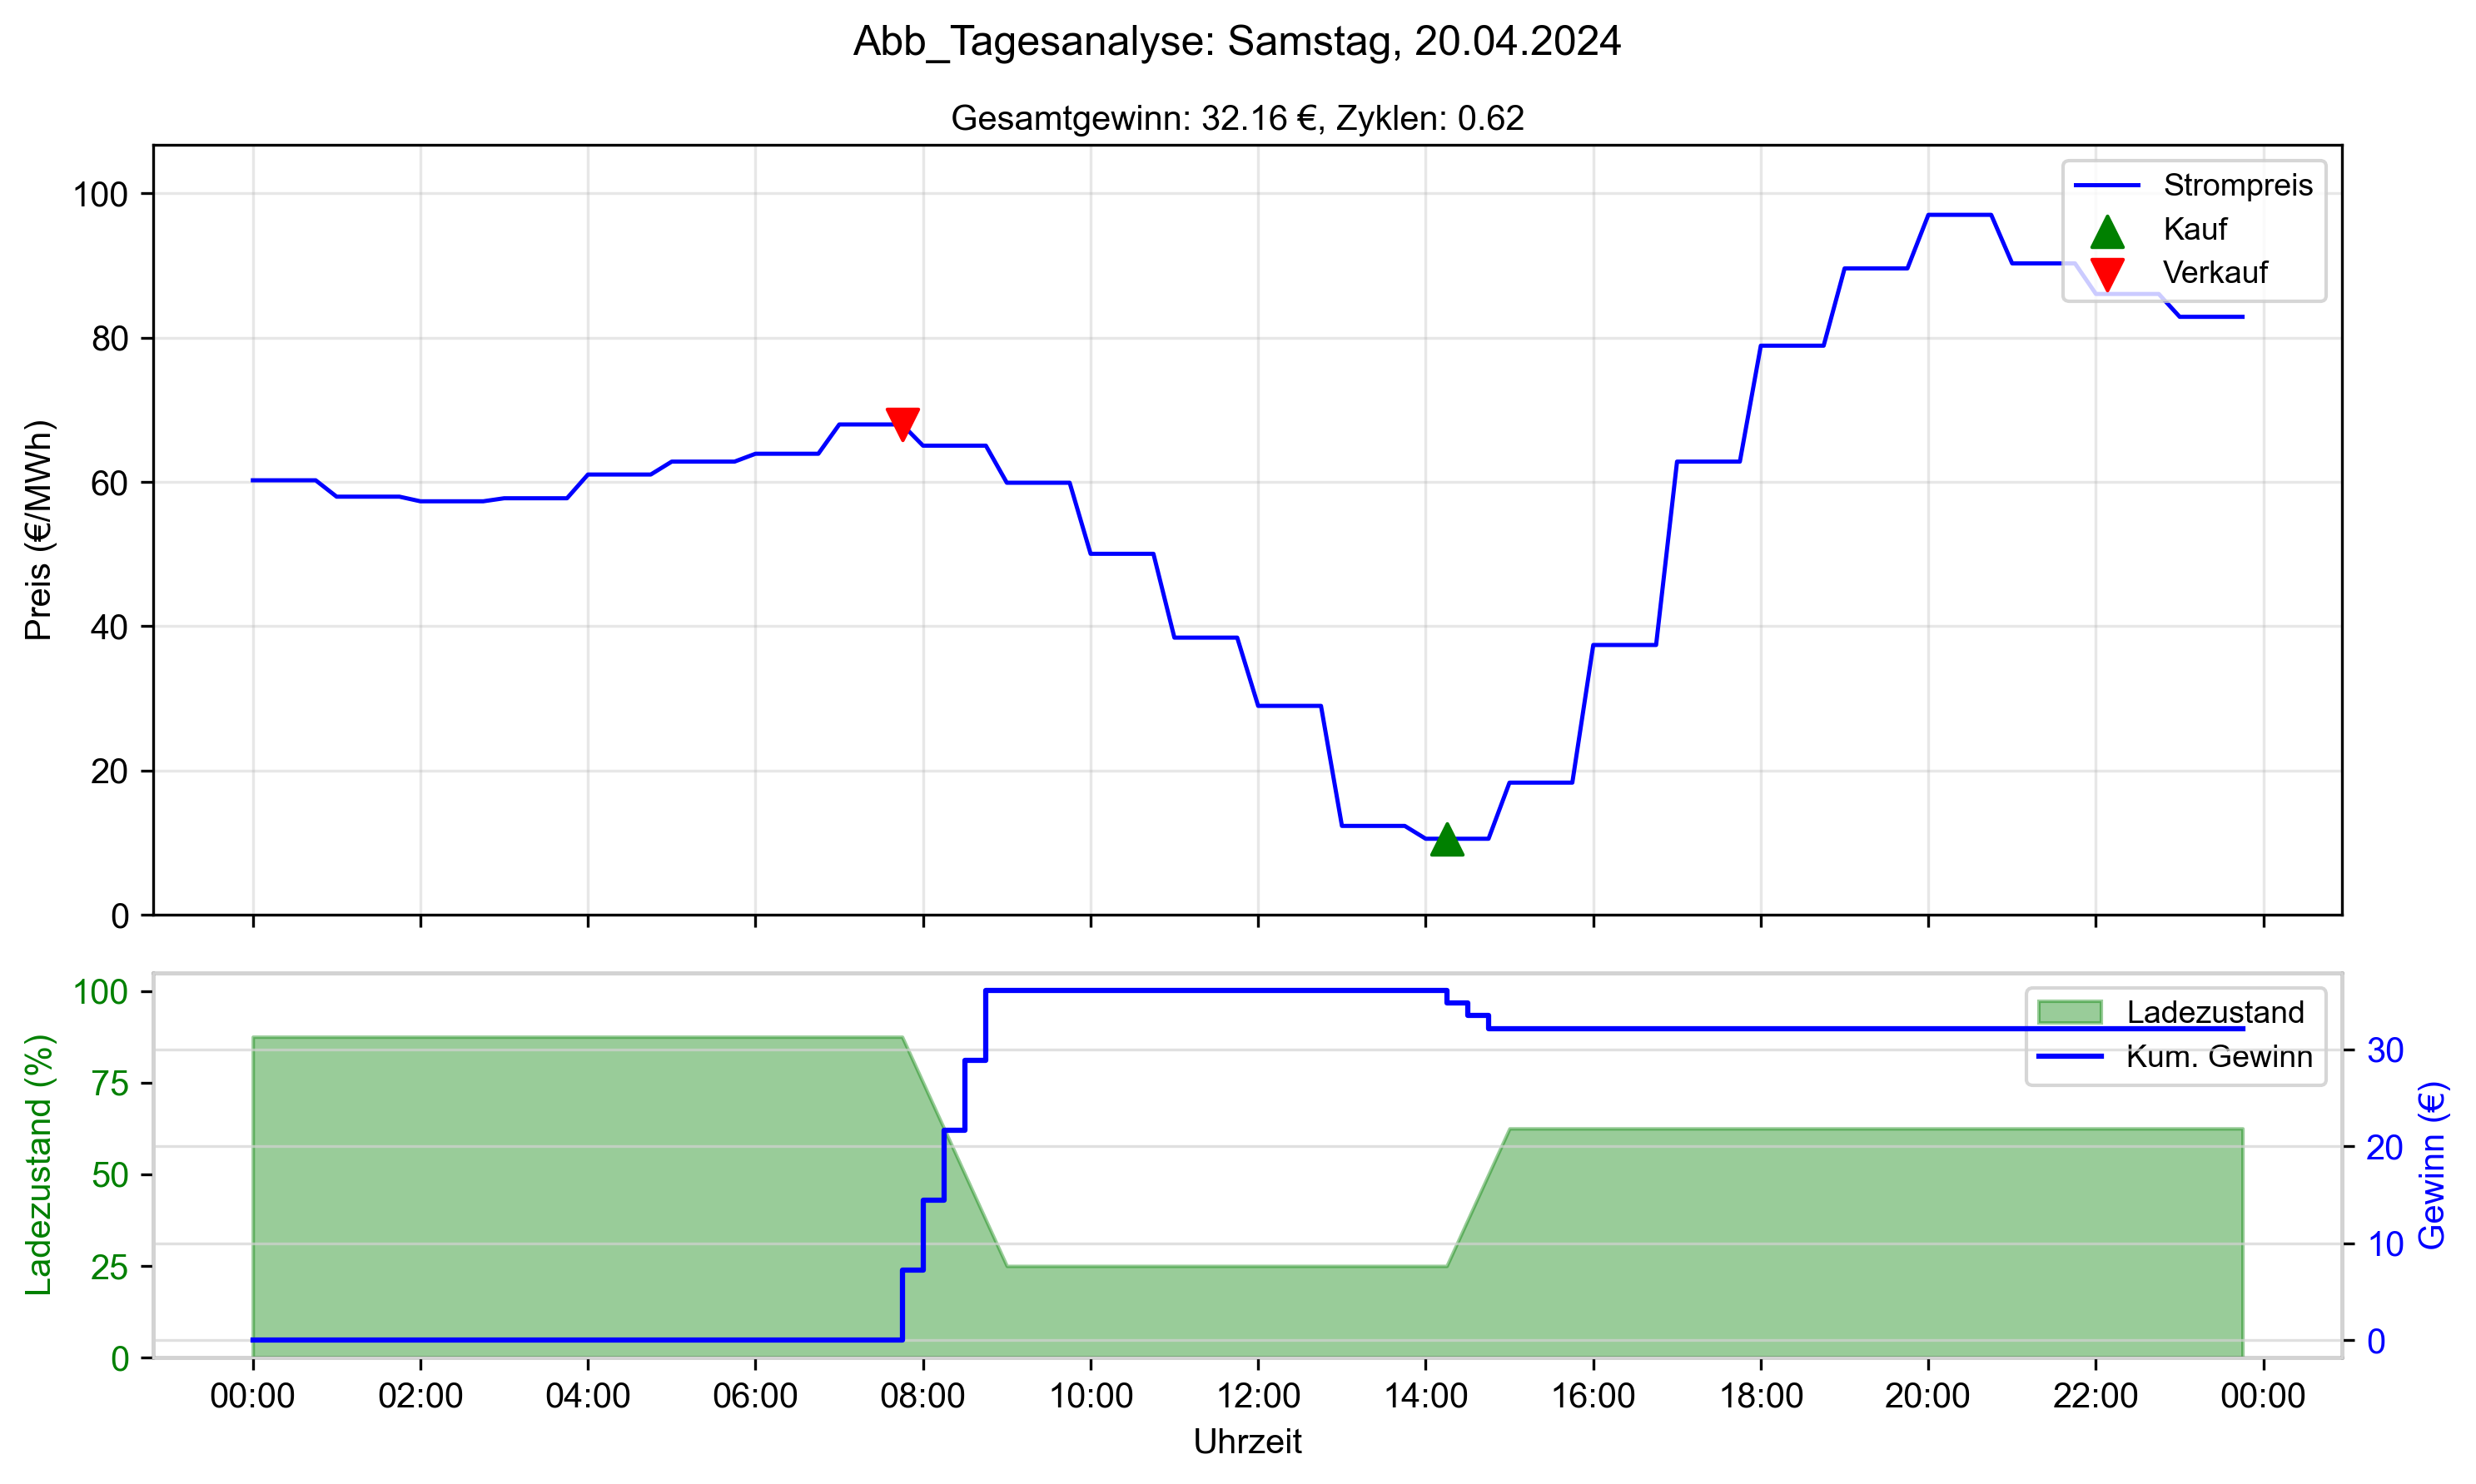 Abb_Tagesanalyse: Samstag, 20.04.2024
Gesamtgewinn: 32.16 €, Zyklen: 0.62
Preis (€/MWh)
100
80
60
40
20
0
Strompreis
Kauf
Verkauf
Ladezustand (%)
100
75
50
25
0
Ladezustand
Kum. Gewinn
30
20
10
0
Gewinn (€)
00:00 02:00 04:00 06:00 08:00 10:00 12:00 14:00 16:00 18:00 20:00 22:00 00:00
Uhrzeit